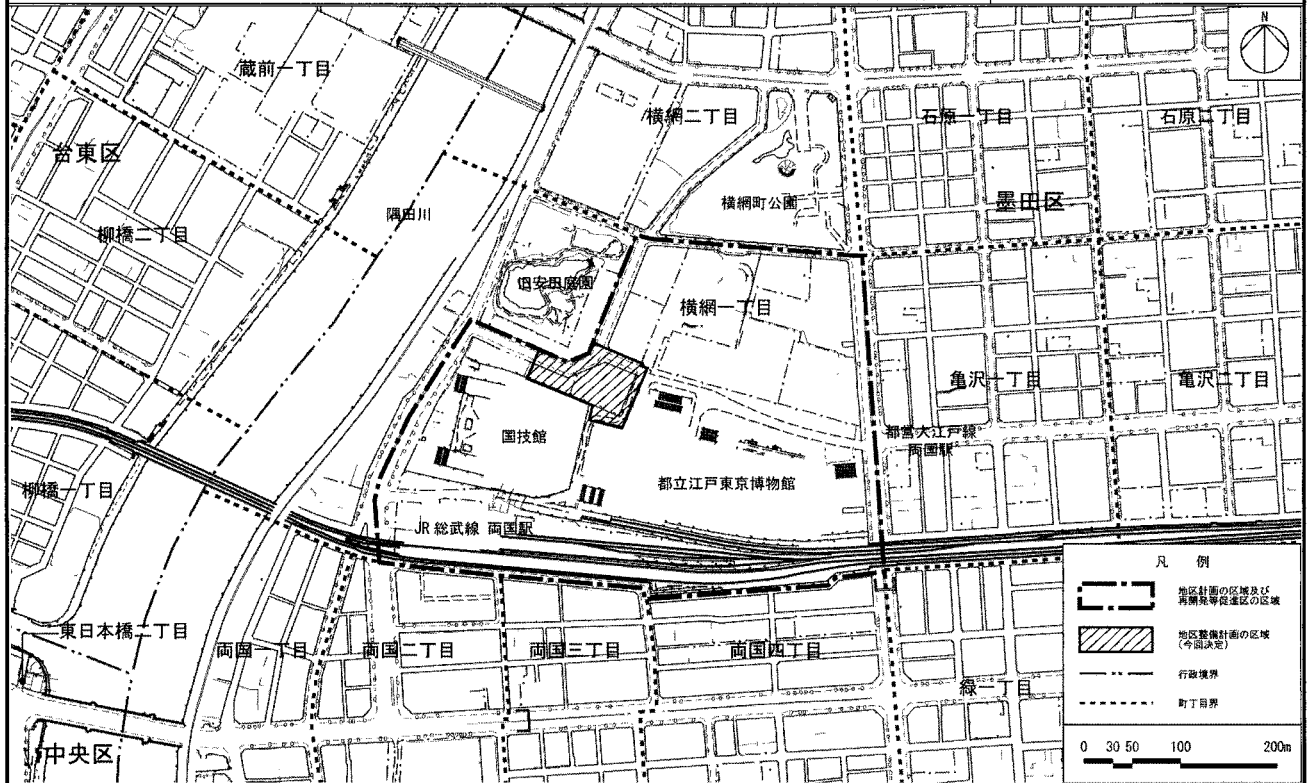 N
蔵前一丁目
横網二丁目
石原一丁目
石原二丁目
台東区
横網町公園
墨田区
隅田川
柳橋二丁目
旧安田庭園
横網一丁目
亀沢一丁目
亀沢二丁目
国技館
都営大江戸線
両国駅
柳橋一丁目
都立江戸東京博物館
JR 総武線 両国駅
東日本橋二丁目
両国一丁目
両国二丁目
両国三丁目
両国四丁目
緑一丁目
中央区
凡 例
地区計画の区域及び
再開発等促進区の区域
地区整備計画の区域
(今回決定)
行政境界
町丁目界
0 30 50 100 200m